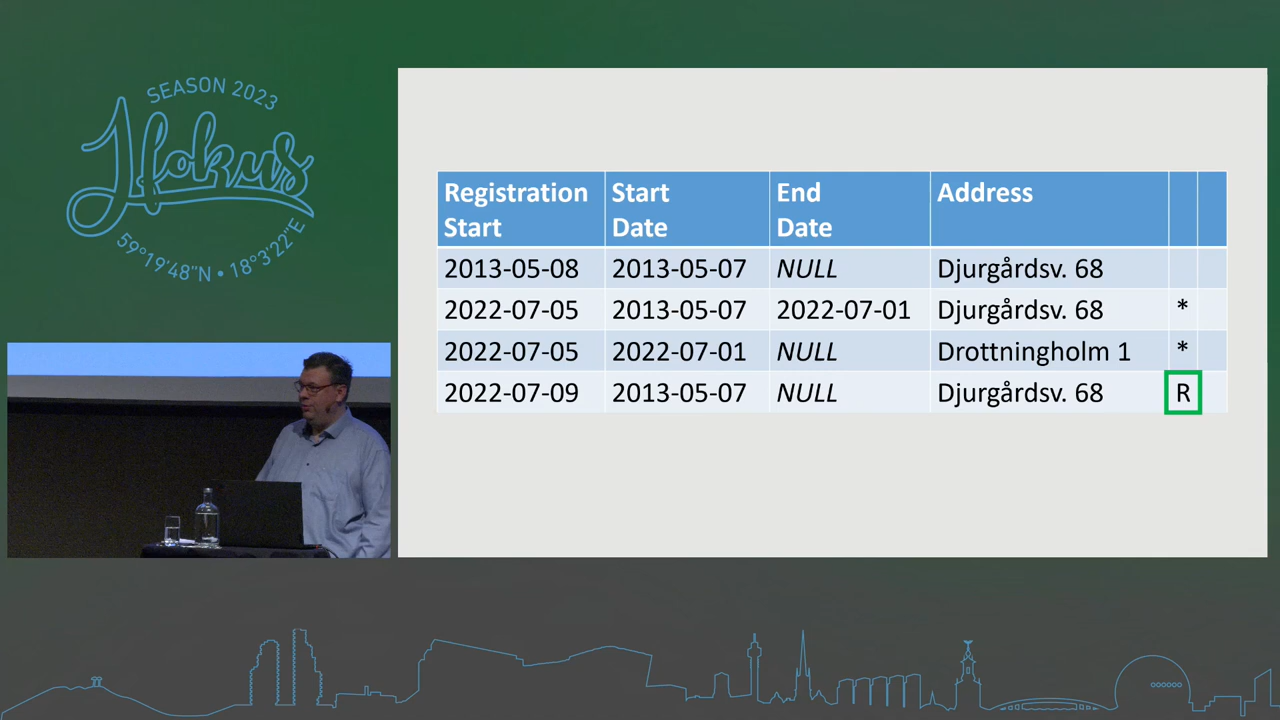 SEASON 2023
Jfokus
59°19'48"N • 18°3'22"E
Registration Start
Start Date
End Date
Address
2013-05-08 2013-05-07 NULL Djurgårdsv. 68
2022-07-05 2013-05-07 2022-07-01 Djurgårdsv. 68 *
2022-07-05 2022-07-01 NULL Drottningholm 1 *
2022-07-09 2013-05-07 NULL Djurgårdsv. 68 R